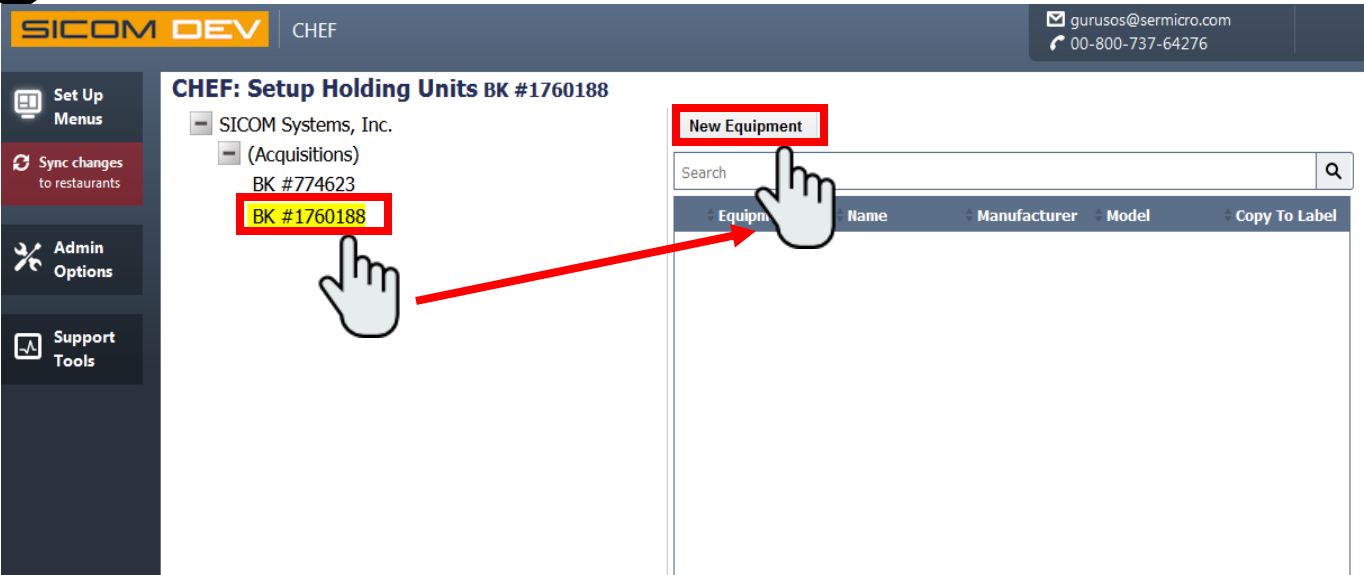 SICOM DEV
CHEF
gurusos@sermicro.com
00-800-737-64276
Set Up
Menus
Sync changes
to restaurants
Admin
Options
Support
Tools
CHEF: Setup Holding Units BK #1760188
SICOM Systems, Inc.
(Acquisitions)
BK #774623
BK #1760188
New Equipment
Search
Name Manufacturer Model Copy To Label